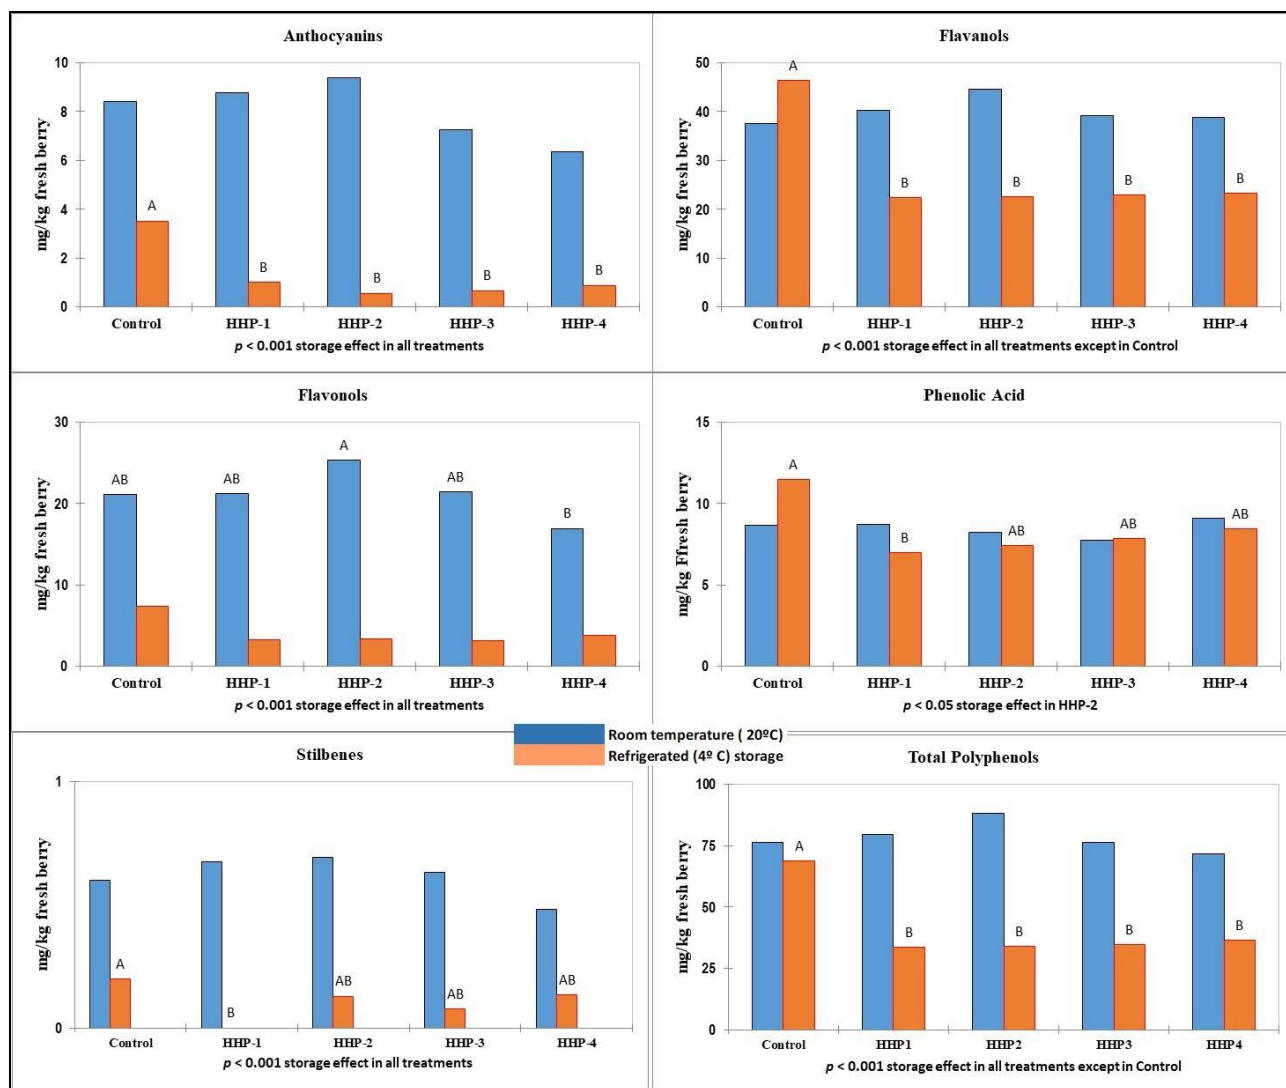 Anthocyanins
mg/kg fresh berry
10
8
6
4
2
0
A
B
B
B
B
Control HHP-1 HHP-2 HHP-3 HHP-4
p < 0.001 storage effect in all treatments
Flavanols
mg/kg fresh berry
50
40
30
20
10
0
A
B
B
B
B
Control HHP-1 HHP-2 HHP-3 HHP-4
p < 0.001 storage effect in all treatments except in Control
Flavonols
mg/kg fresh berry
30
20
10
0
AB
AB
A
AB
B
Control HHP-1 HHP-2 HHP-3 HHP-4
p < 0.001 storage effect in all treatments
Phenolic Acid
mg/kg Ffresh berry
15
10
5
0
A
B
AB
AB
AB
Control HHP-1 HHP-2 HHP-3 HHP-4
p < 0.05 storage effect in HHP-2
Room temperature ( 20ºC)
Refrigerated (4º C) storage
Stilbenes
mg/kg fresh berry
1
0
A
B
AB
AB
AB
Control HHP-1 HHP-2 HHP-3 HHP-4
p < 0.001 storage effect in all treatments
Total Polyphenols
mg/kg fresh berry
100
75
50
25
0
A
B
B
B
B
Control HHP1 HHP2 HHP3 HHP4
p < 0.001 storage effect in all treatments except Control